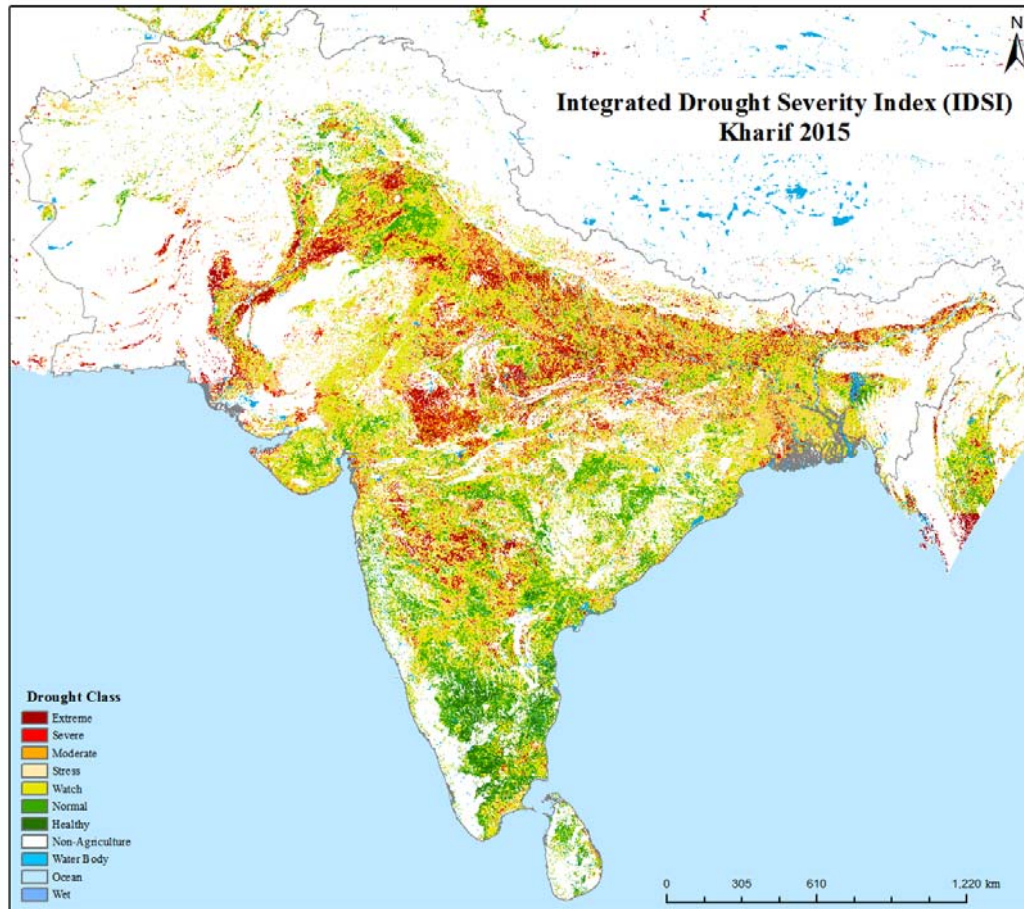 N
Integrated Drought Severity Index (IDSI)
Kharif 2015
Drought Class
Extreme
Severe
Moderate
Stress
Watch
Normal
Healthy
Non-Agriculture
Water Body
Ocean
Wet
0 305 610 1,220 km